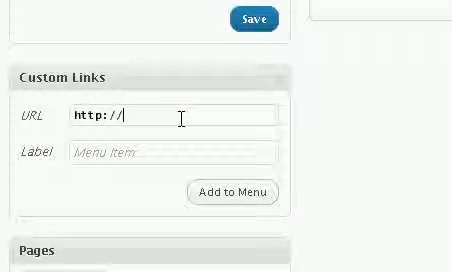 Save
Custom Links
URL http://
Label Menu Item
Add to Menu
Pages